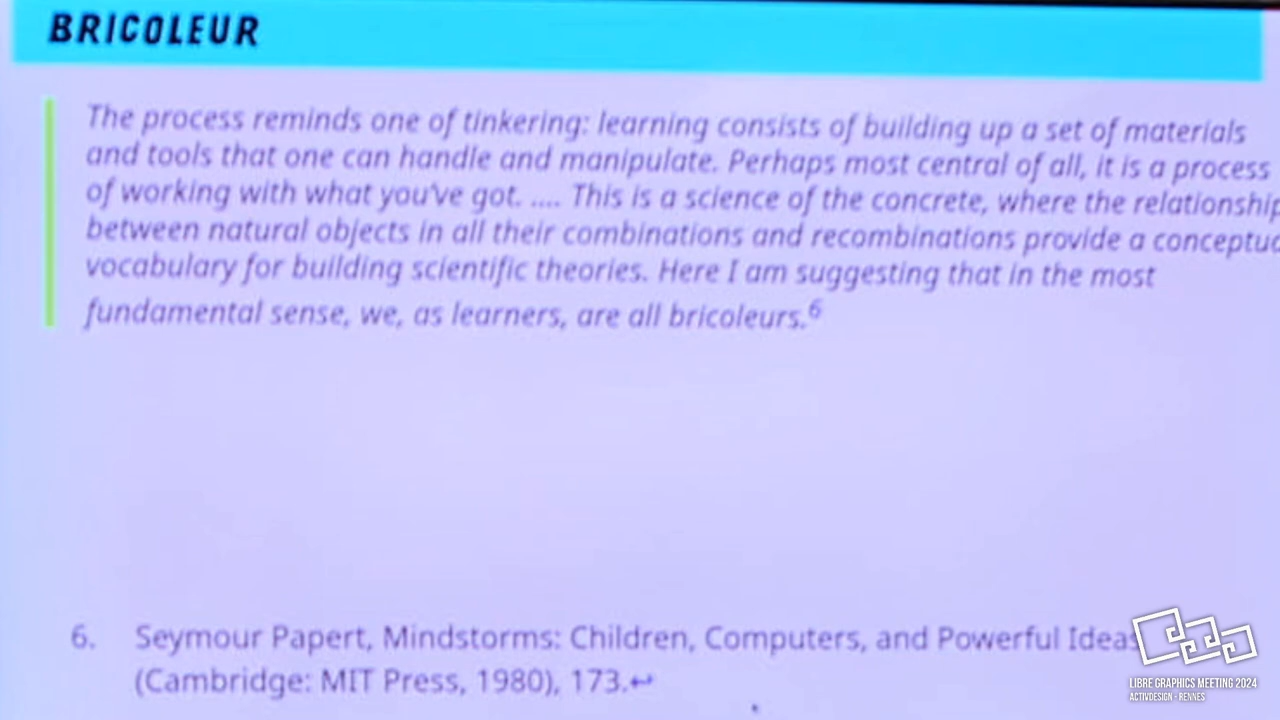 BRICOLEUR
The process reminds one of tinkering: learning consists of building up a set of materials
and tools that one can handle and manipulate. Perhaps most central of all, it is a process
of working with what you've got. .... This is a science of the concrete, where the relationship
between natural objects in all their combinations and recombinations provide a conceptua
vocabulary for building scientific theories. Here I am suggesting that in the most
fundamental sense, we, as learners, are all bricoleurs.6
6. Seymour Papert, Mindstorms: Children, Computers, and Powerful Ideas
(Cambridge: MIT Press, 1980), 173.↩
LIBRE GRAPHICS MEETING 2024
ACTIVDESIGN - RENNES